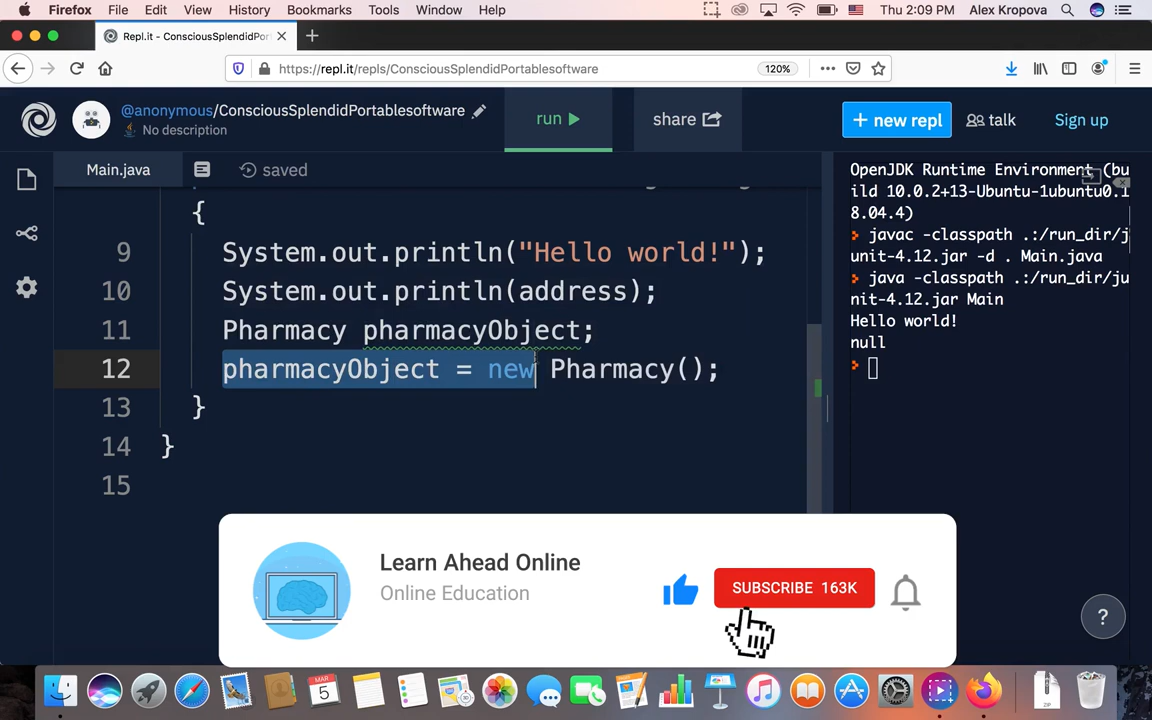 Firefox File Edit View History Bookmarks Tools Window Help Thu 2:09 PM Alex Kropova
Repl.it - ConsciousSplendidPor
https://repl.it/repls/ConsciousSplendidPortablesoftware 120%
@anonymous/ConsciousSplendidPortablesoftware
No description
run
share
+ new repl
talk
Sign up
Main.java
saved
{
9 System.out.println("Hello world!");
10 System.out.println(address);
11 Pharmacy pharmacyObject;
12 pharmacyObject = new Pharmacy();
13 }
14 }
15
OpenJDK Runtime Environment (bu
ild 10.0.2+13-Ubuntu-1ubuntu0.1
8.04.4)
javac -classpath .:/run_dir/j
unit-4.12.jar -d . Main.java
java -classpath .:/run_dir/ju
nit-4.12.jar Main
Hello world!
null
Learn Ahead Online
Online Education
SUBSCRIBE 163K
?
MAR
5
ZIP